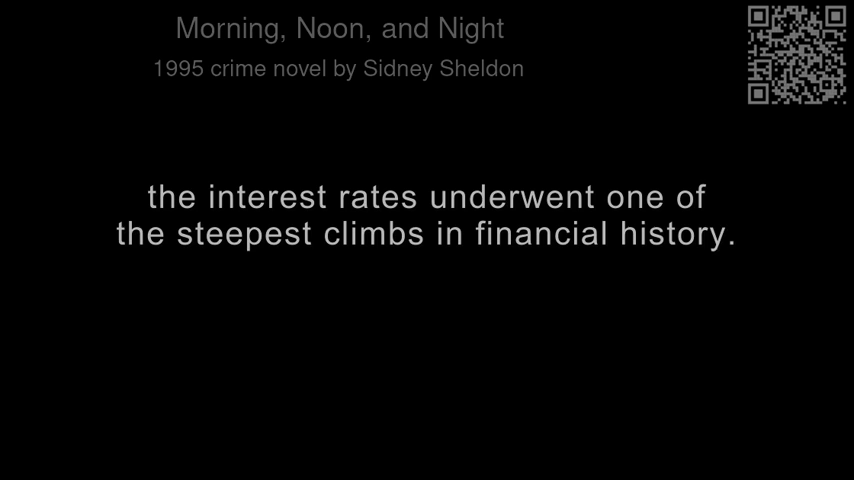 Morning, Noon, and Night
1995 crime novel by Sidney Sheldon
the interest rates underwent one of
the steepest climbs in financial history.